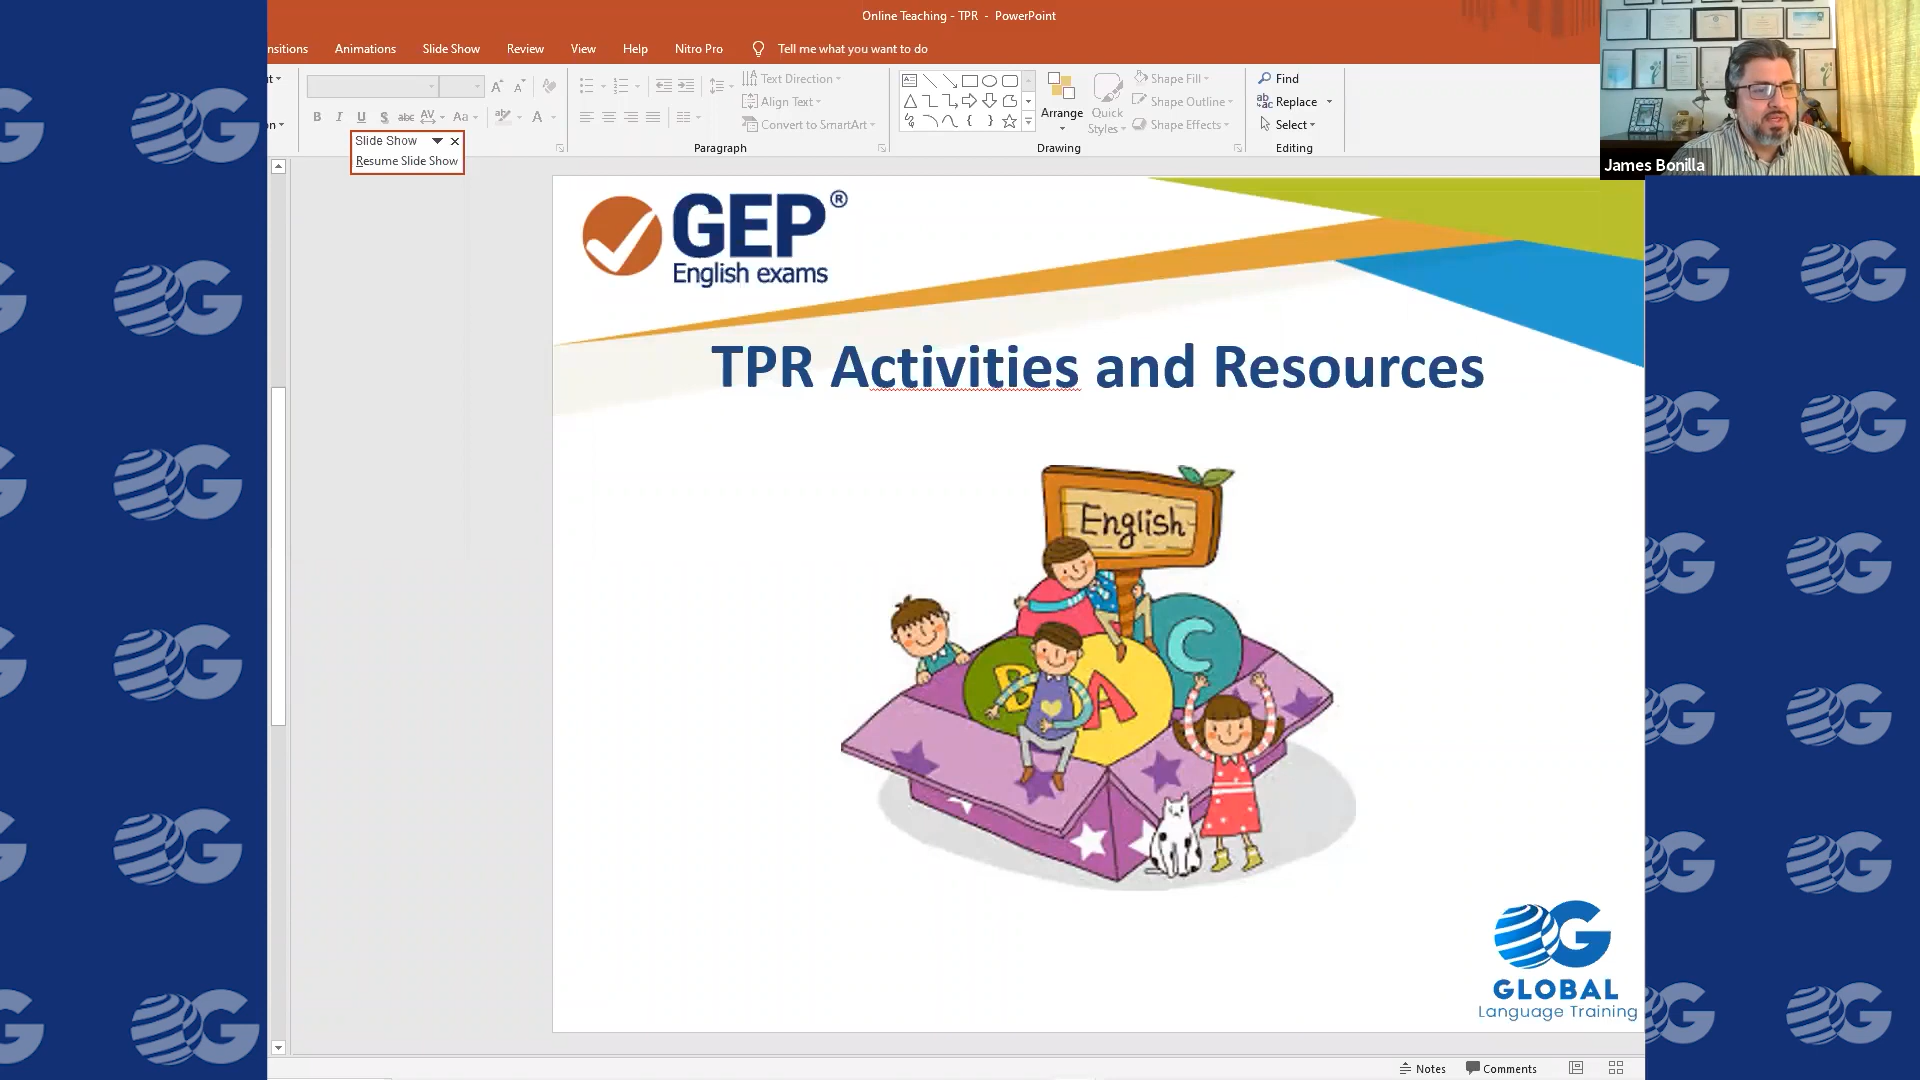 Online Teaching - TPR - PowerPoint
nsitions Animations Slide Show Review View Help Nitro Pro Tell me what you want to do
Text Direction
Align Text
Convert to SmartArt
B I U S abc AV Aa A
Paragraph
Arrange
Quick Styles
Shape Fill
Shape Outline
Shape Effects
Drawing
Find
Replace
Select
Editing
Slide Show
Resume Slide Show
James Bonilla
GEP®
English exams
TPR Activities and Resources
English
B A C
G
GLOBAL
Language Training
Notes Comments